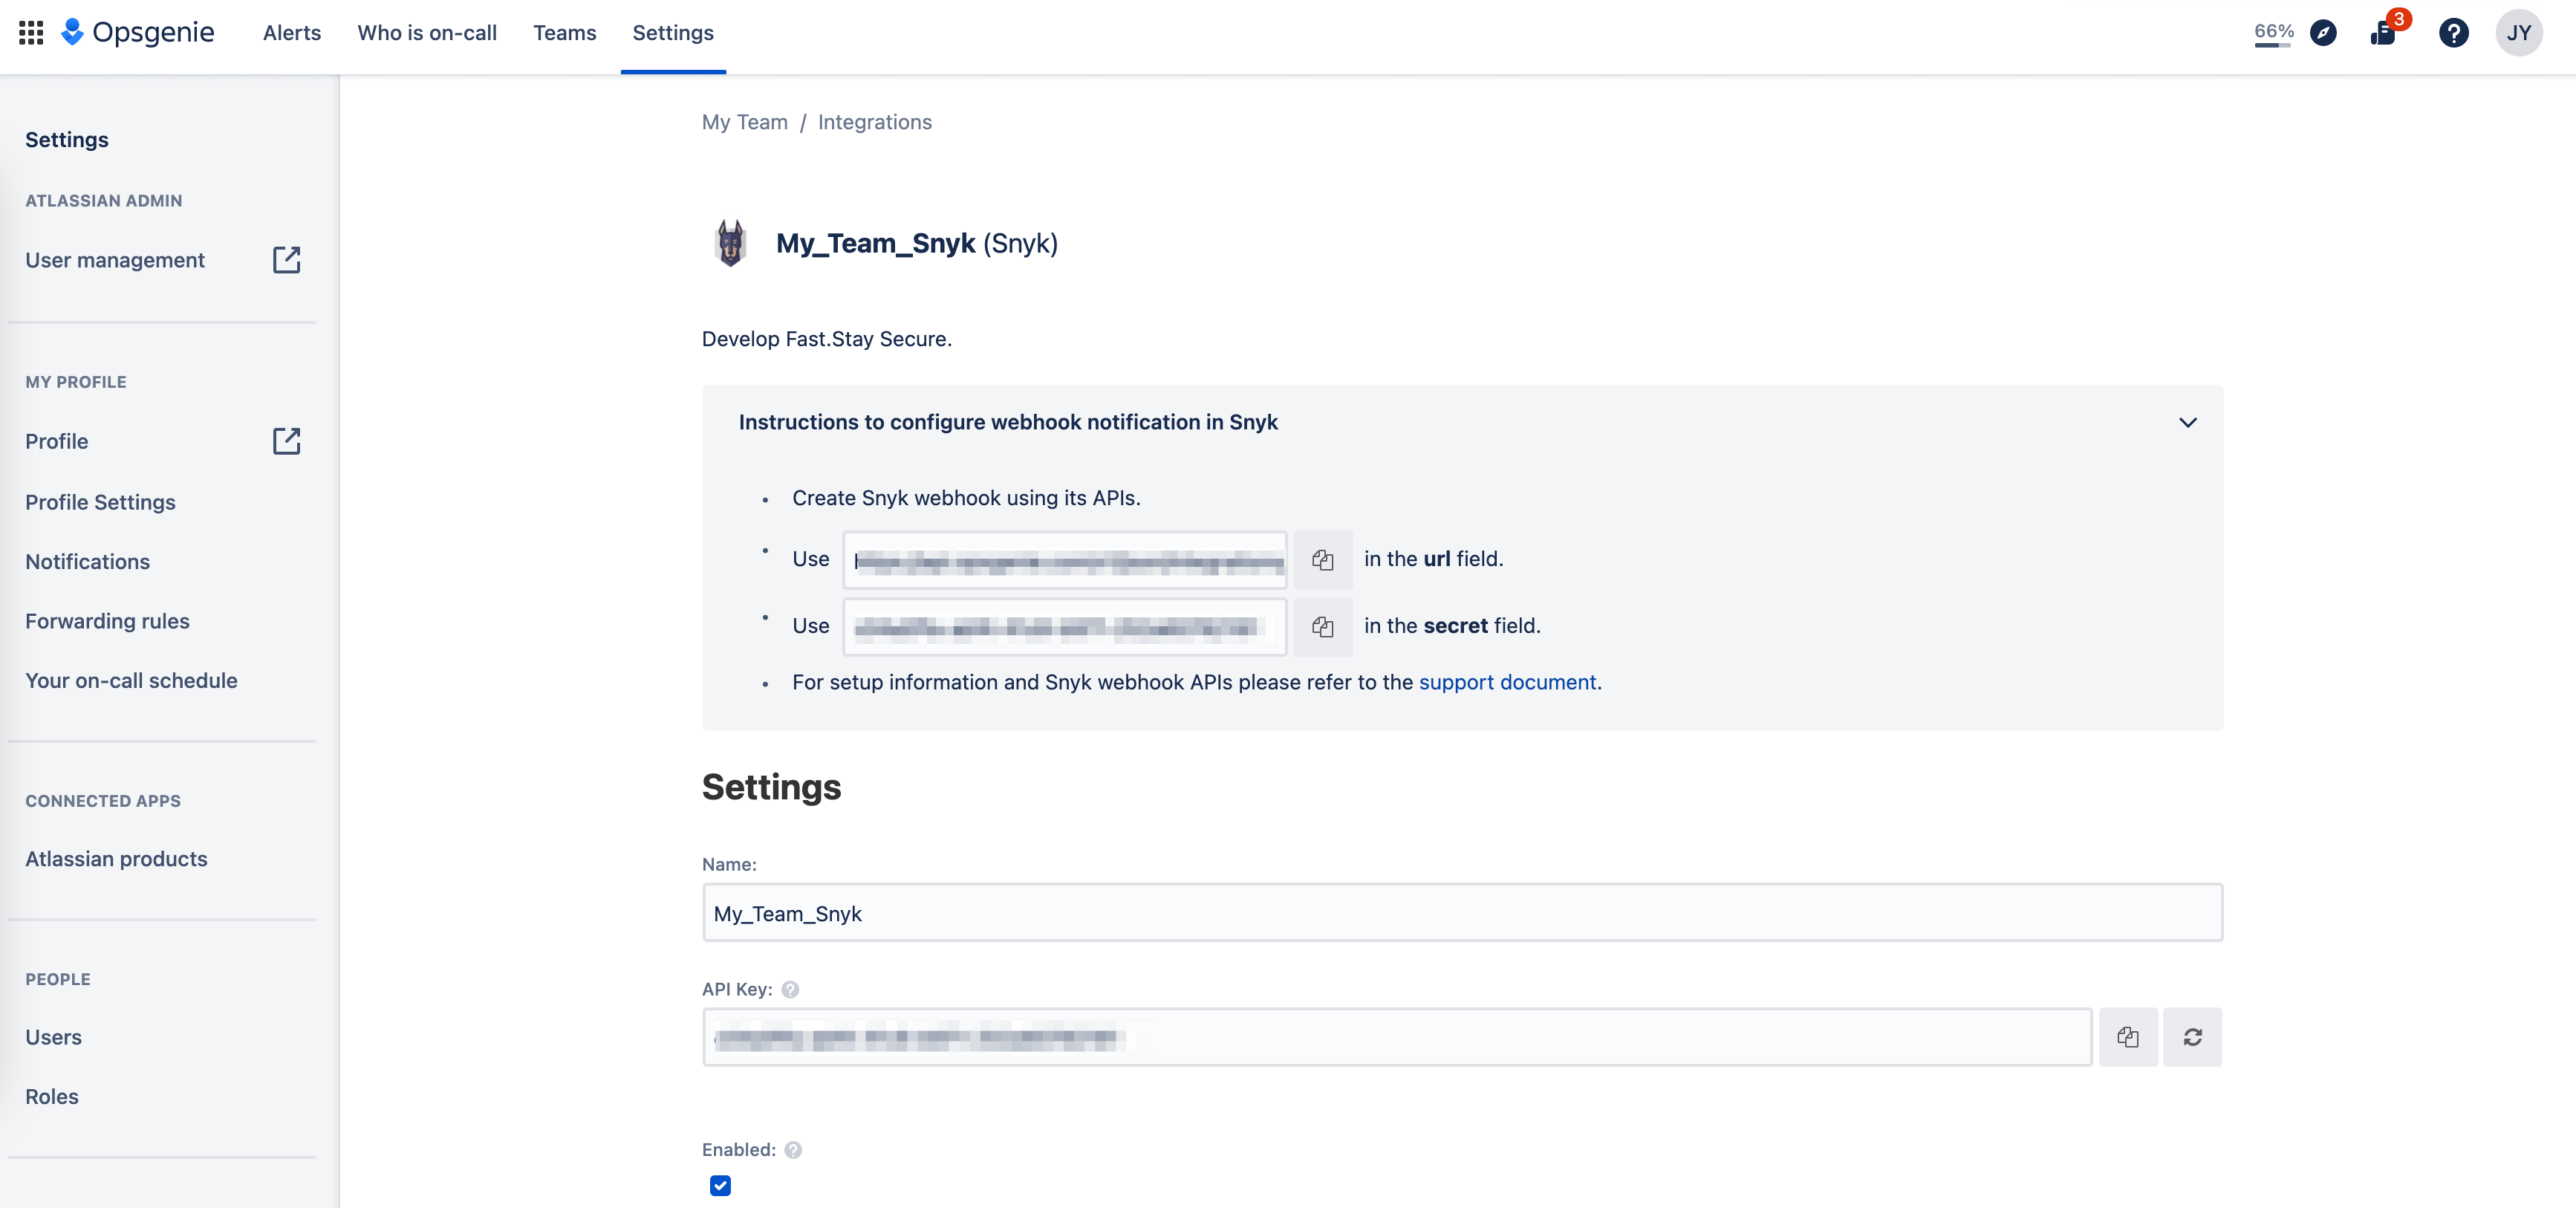 Opsgenie Alerts Who is on-call Teams Settings 66% 3 ? JY
Settings
ATLASSIAN ADMIN
User management
MY PROFILE
Profile
Profile Settings
Notifications
Forwarding rules
Your on-call schedule
CONNECTED APPS
Atlassian products
PEOPLE
Users
Roles
My Team / Integrations
My_Team_Snyk (Snyk)
Develop Fast.Stay Secure.
Instructions to configure webhook notification in Snyk
• Create Snyk webhook using its APIs.
• Use in the url field.
• Use in the secret field.
• For setup information and Snyk webhook APIs please refer to the support document.
Settings
Name:
My_Team_Snyk
API Key: ?
Enabled: ?